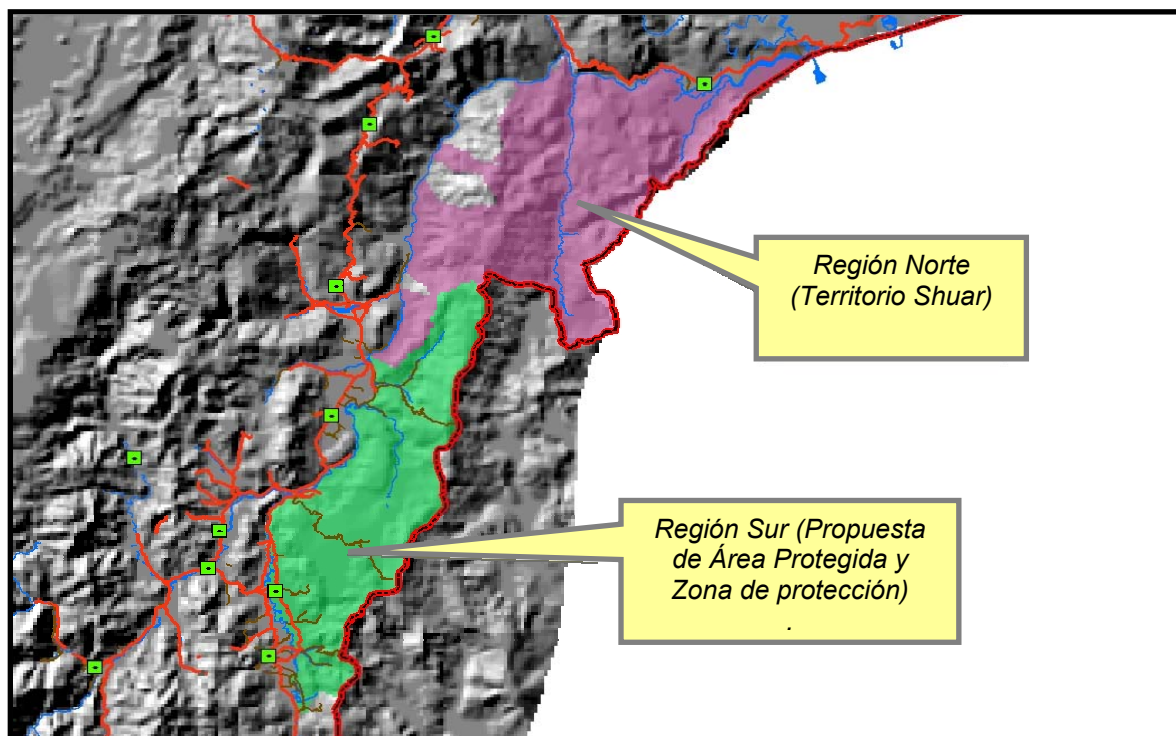 Región Norte
(Territorio Shuar)
Región Sur (Propuesta
de Área Protegida y
Zona de protección)
.